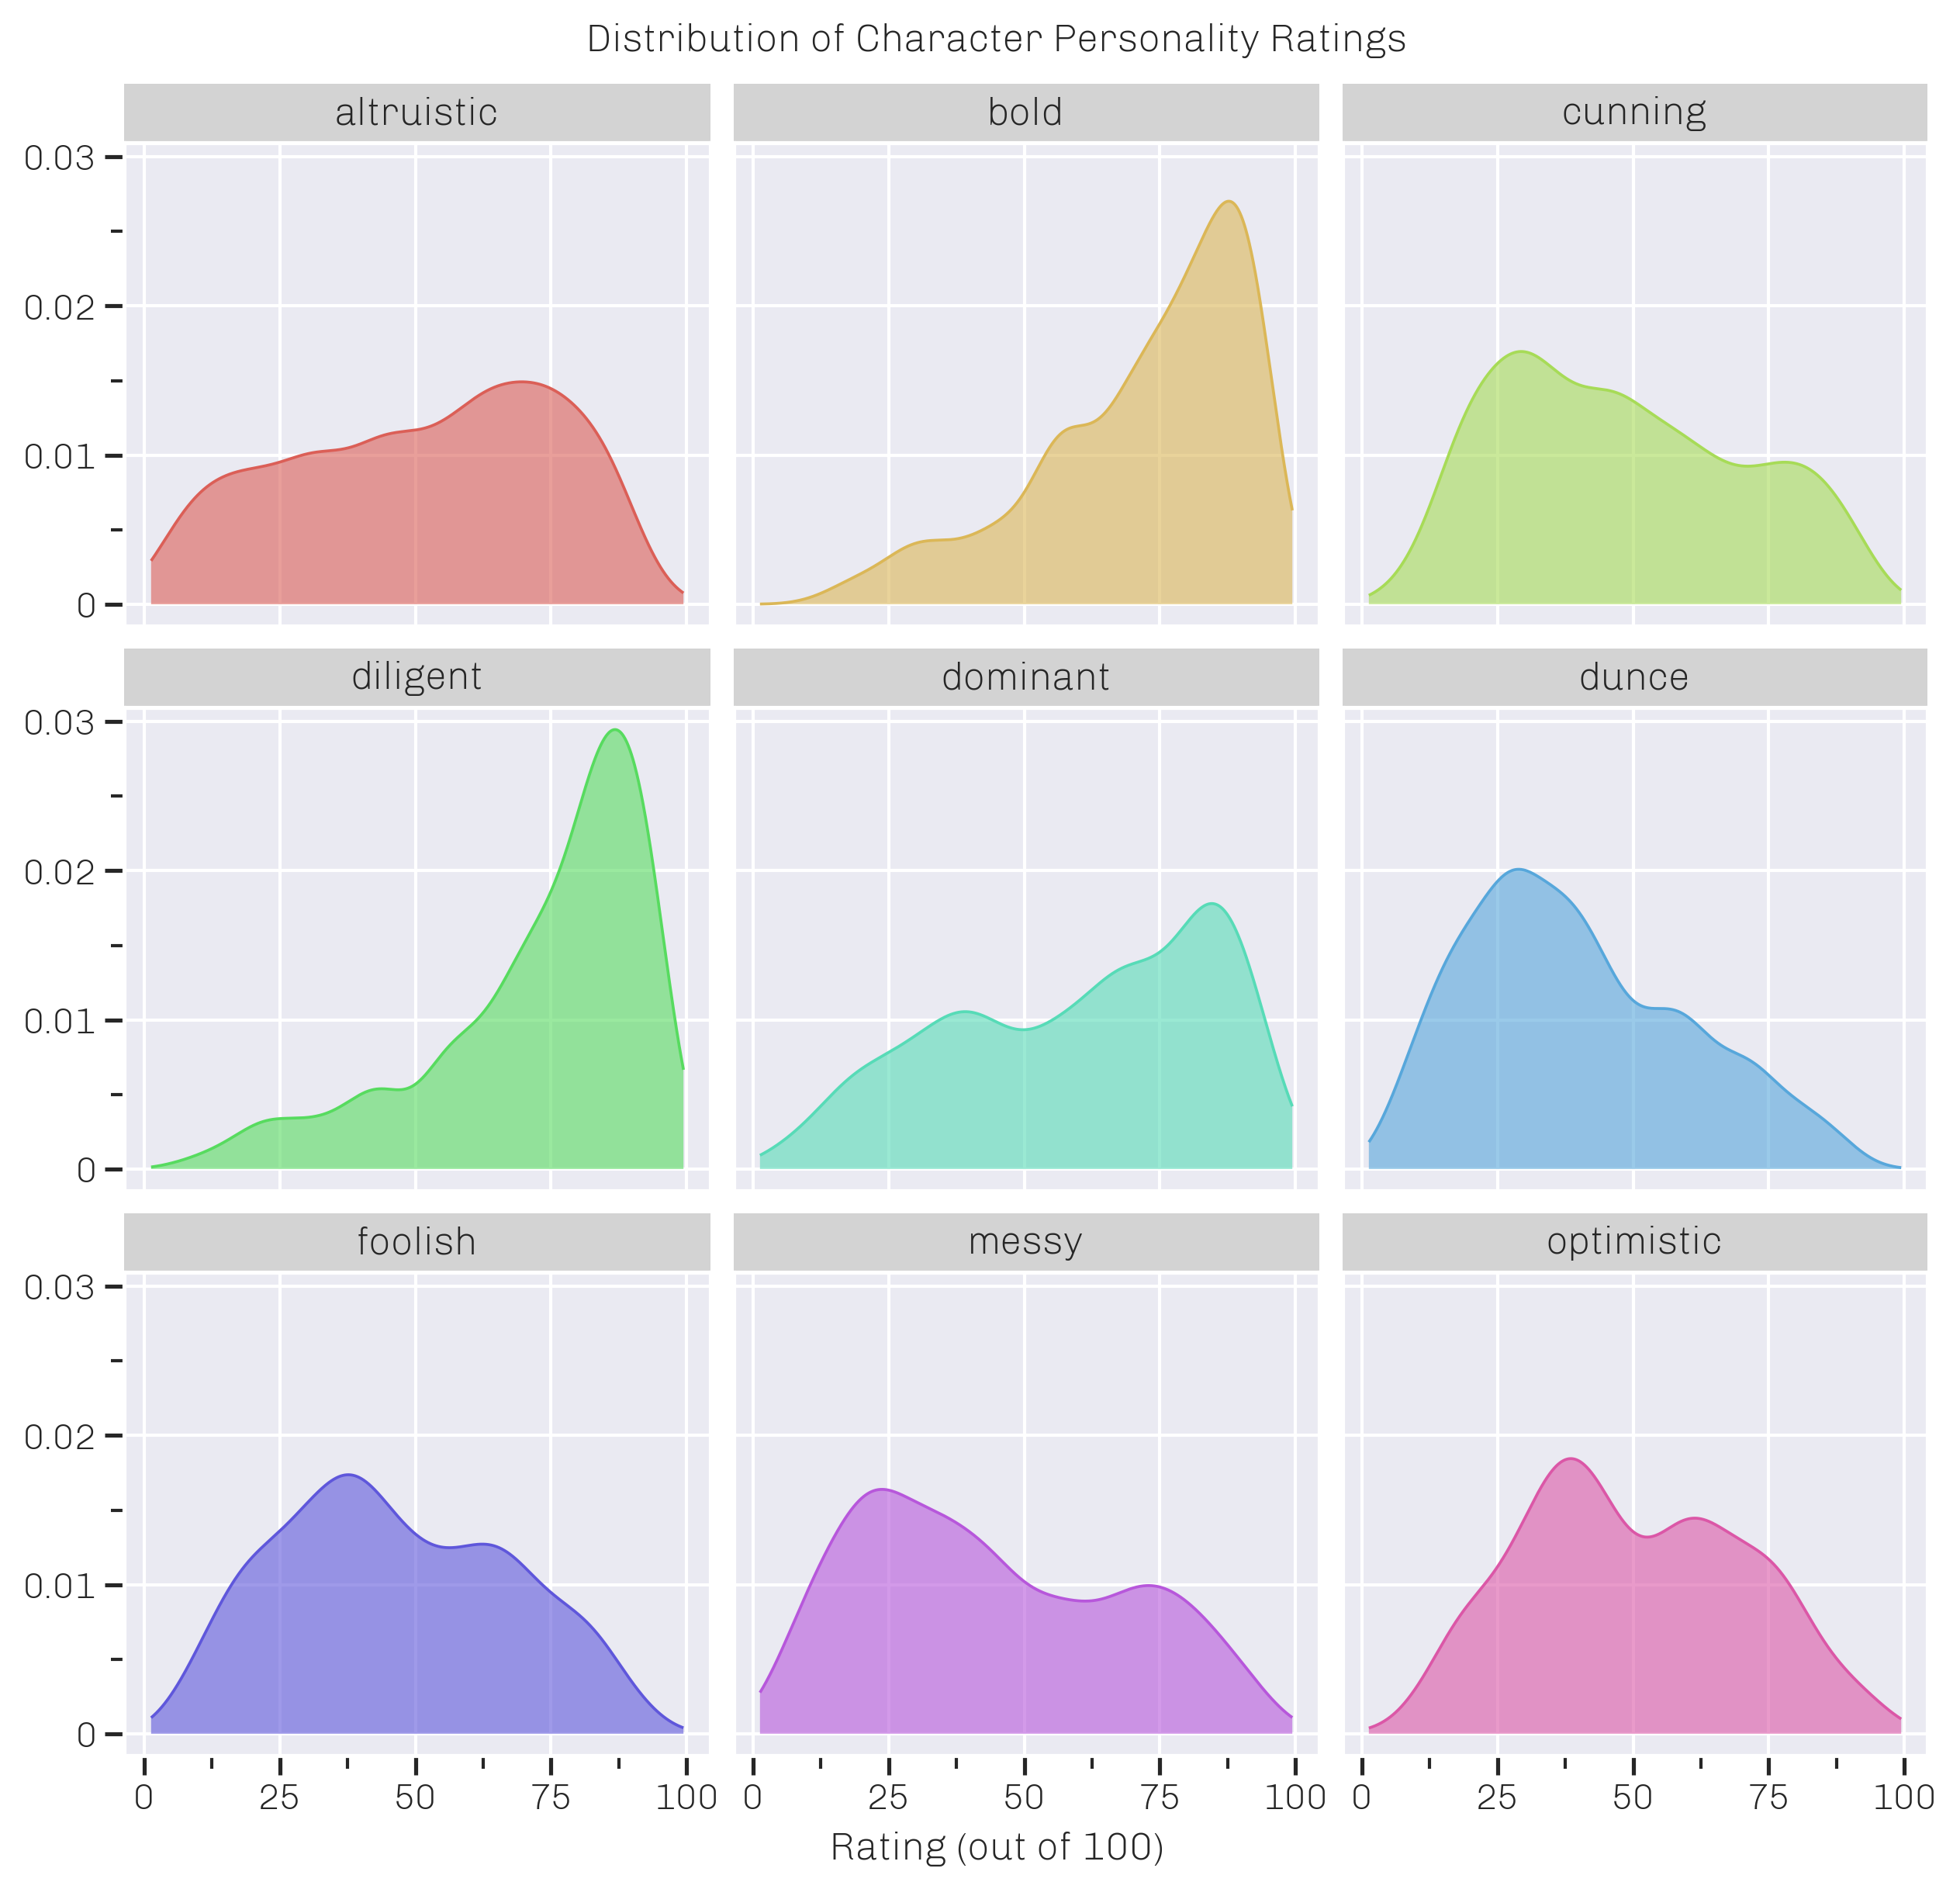 Distribution of Character Personality Ratings
altruistic bold cunning
0.03
0.02
0.01
0
diligent dominant dunce
0.03
0.02
0.01
0
foolish messy optimistic
0.03
0.02
0.01
0
0 25 50 75 100 0 25 50 75 100 0 25 50 75 100
Rating (out of 100)